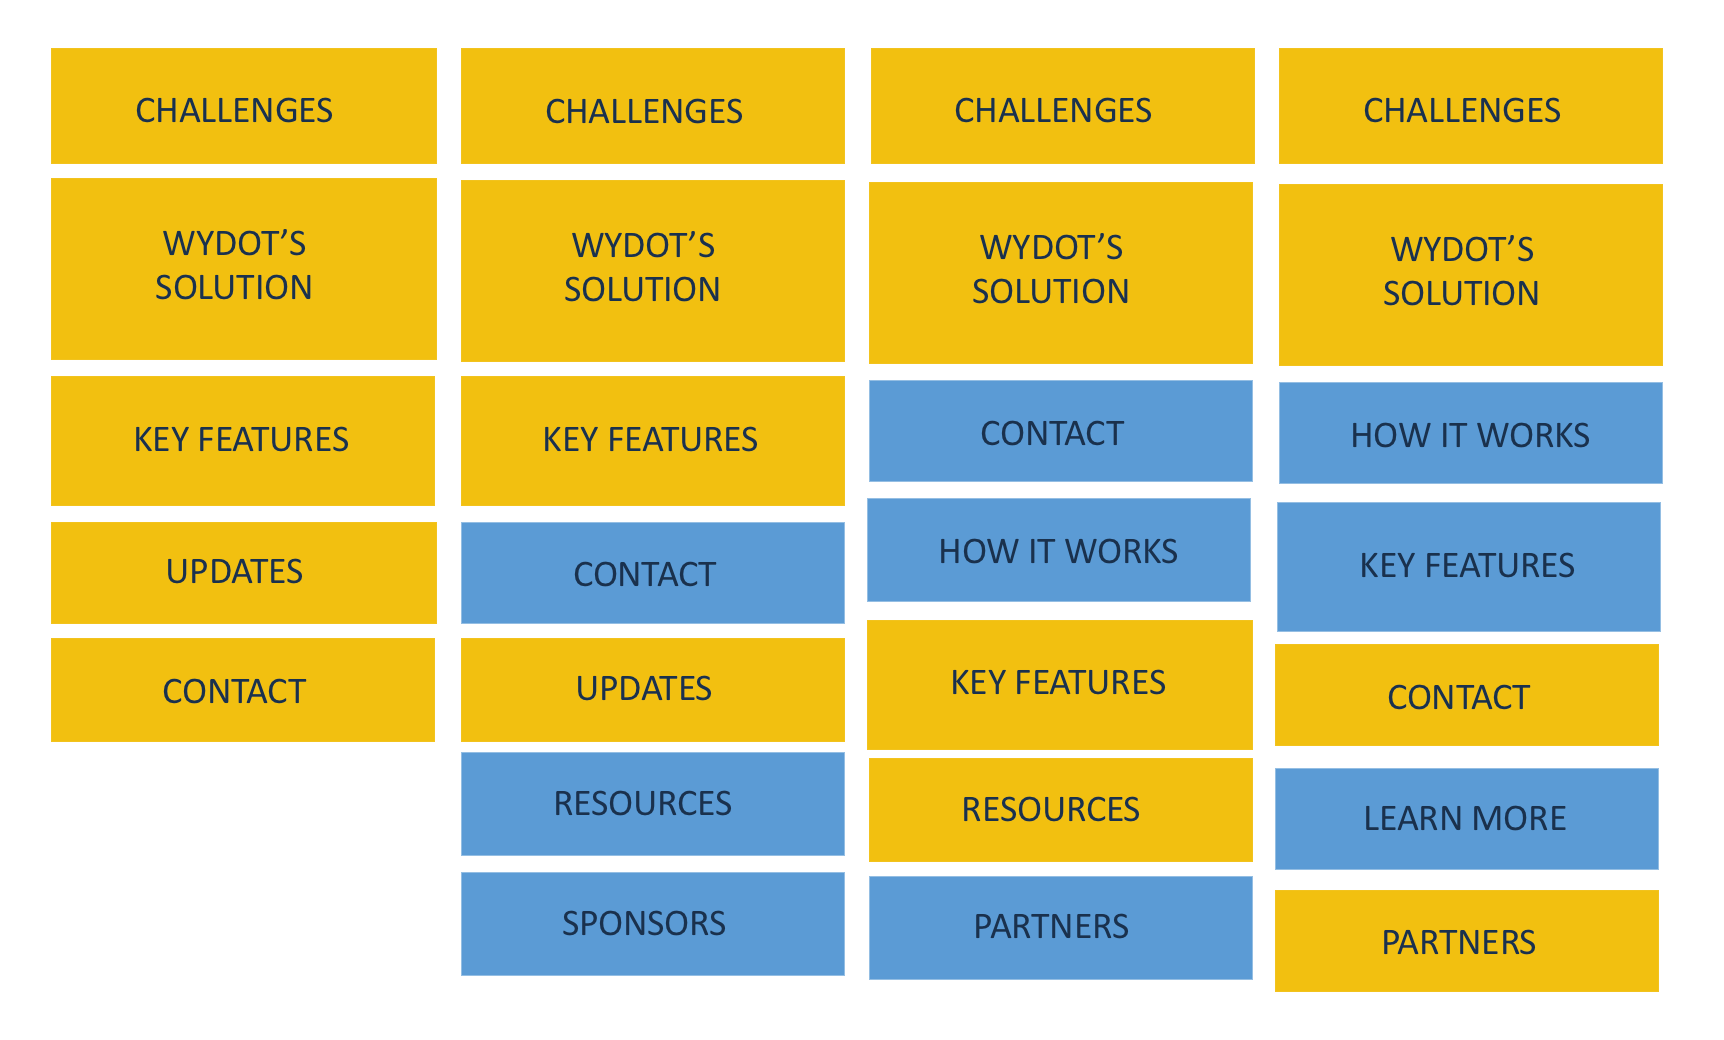 CHALLENGES
WYDOT’S
SOLUTION
KEY FEATURES
UPDATES
CONTACT
CHALLENGES
WYDOT’S
SOLUTION
KEY FEATURES
CONTACT
UPDATES
RESOURCES
SPONSORS
CHALLENGES
WYDOT’S
SOLUTION
CONTACT
HOW IT WORKS
KEY FEATURES
RESOURCES
PARTNERS
CHALLENGES
WYDOT’S
SOLUTION
HOW IT WORKS
KEY FEATURES
CONTACT
LEARN MORE
PARTNERS